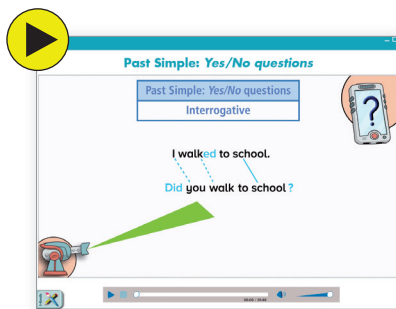 Past Simple: Yes/No questions
Past Simple: Yes/No questions
Interrogative
?
I walked to school.
Did you walk to school?